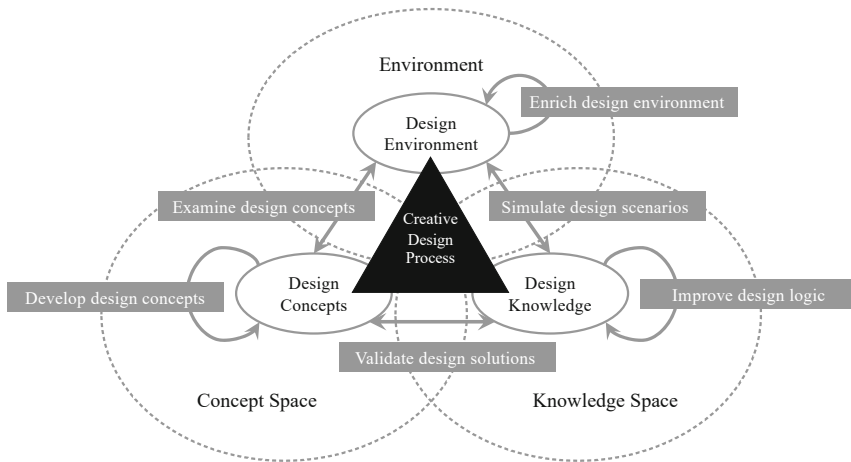 Environment
Enrich design environment
Design
Environment
Examine design concepts
Simulate design scenarios
Creative
Design
Process
Design
Concepts
Design
Knowledge
Develop design concepts
Improve design logic
Validate design solutions
Concept Space
Knowledge Space